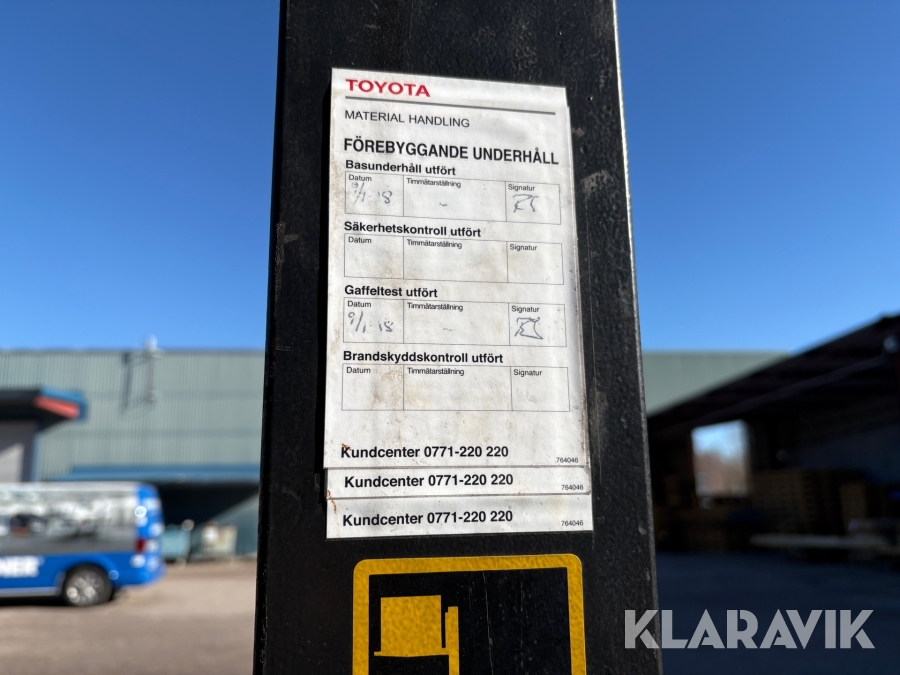 TOYOTA
MATERIAL HANDLING
FÖREBYGGANDE UNDERHÅLL
Basunderhåll utfört
Datum Timmätarställning Signatur
9/1-18 -
Säkerhetskontroll utfört
Datum Timmätarställning Signatur
Gaffeltest utfört
Datum Timmätarställning Signatur
9/1-18 -
Brandskyddskontroll utfört
Datum Timmätarställning Signatur
Kundcenter 0771-220 220 764046
Kundcenter 0771-220 220 764046
Kundcenter 0771-220 220 764046
KLARAVIK